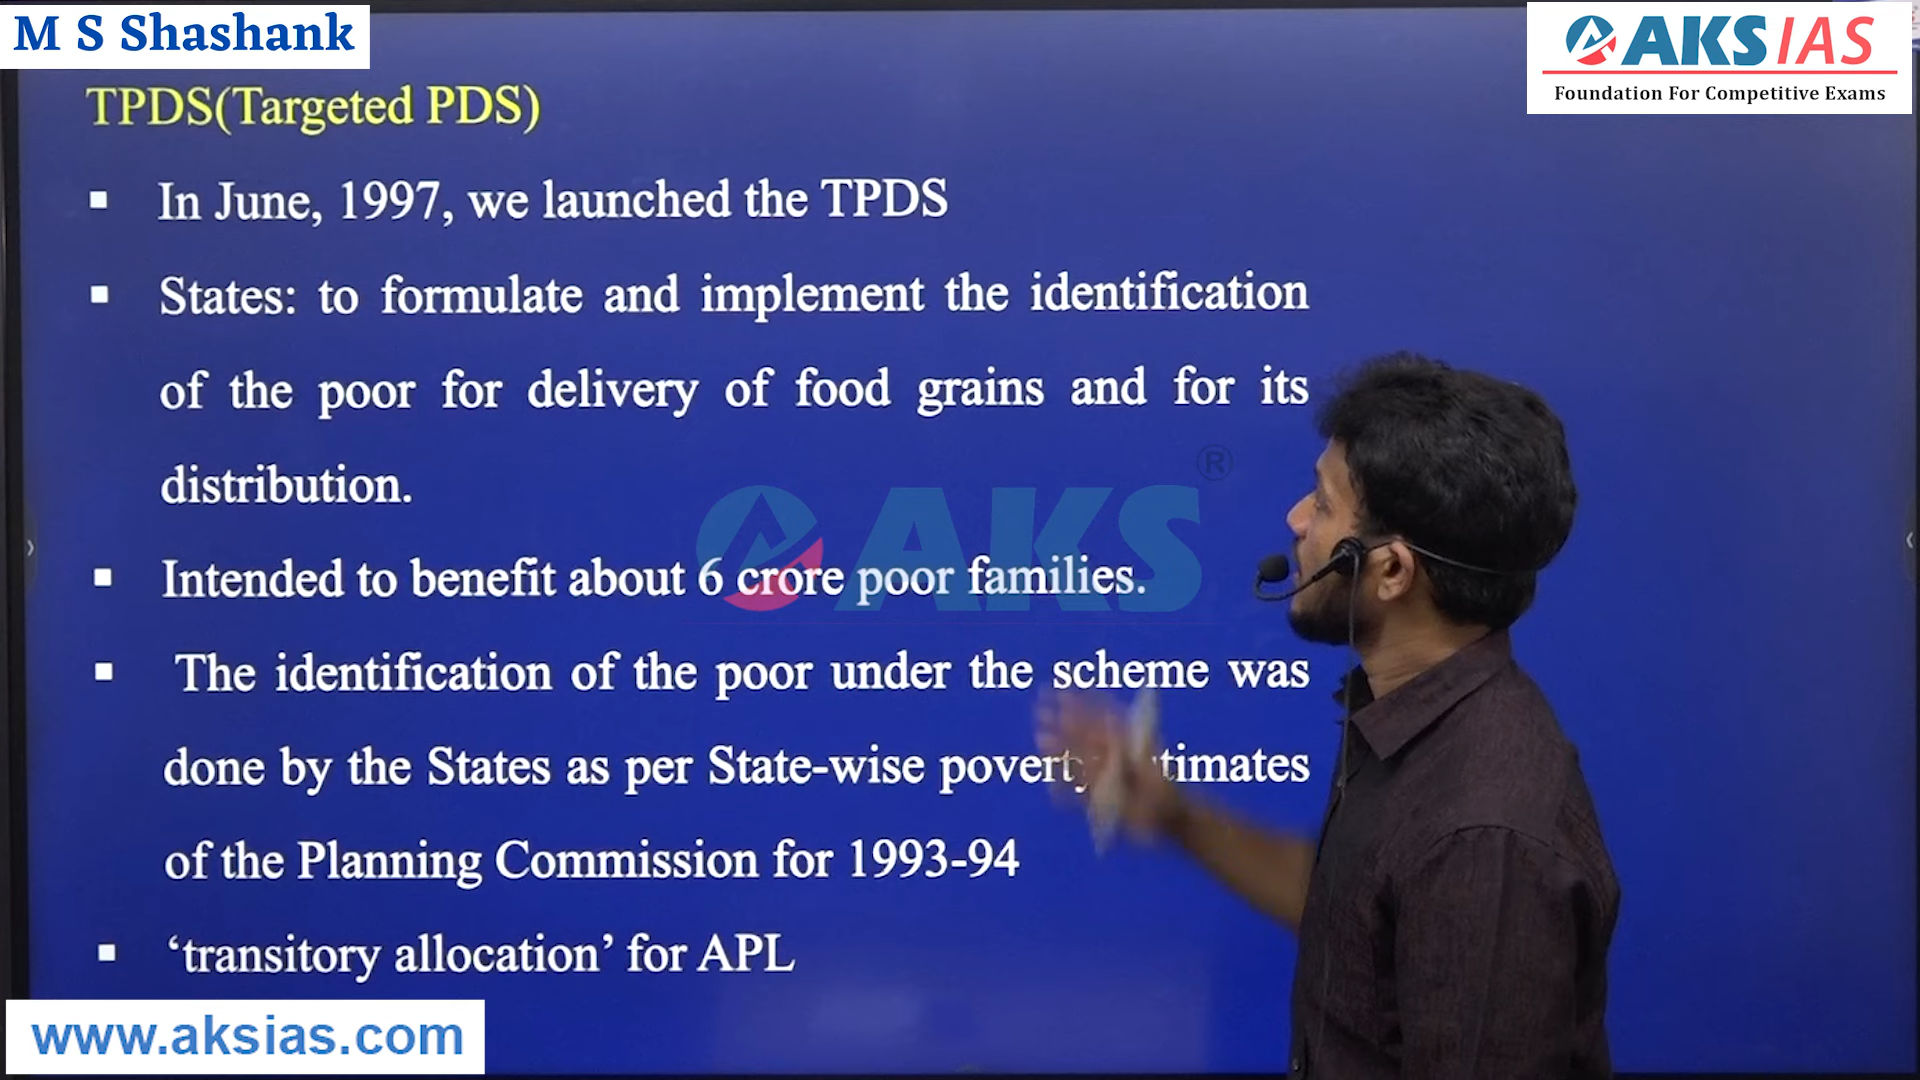 M S Shashank
AKS IAS
Foundation For Competitive Exams
TPDS(Targeted PDS)
▪ In June, 1997, we launched the TPDS
▪ States: to formulate and implement the identification
of the poor for delivery of food grains and for its
distribution.
AKS ®
▪ Intended to benefit about 6 crore poor families.
▪ The identification of the poor under the scheme was
done by the States as per State-wise
of the Planning Commission for 1993-94
▪ ‘transitory allocation’ for APL
www.aksias.com